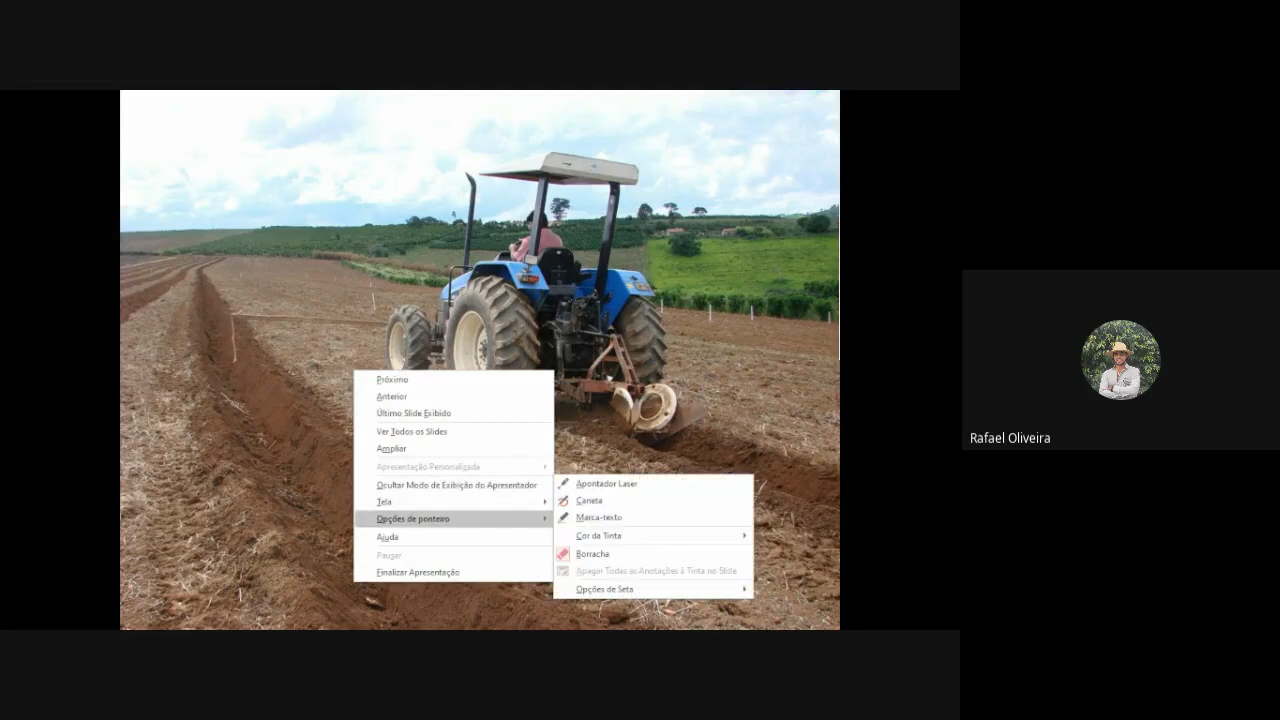 Próximo
Anterior
Último Slide Exibido
Ver Todos os Slides
Ampliar
Apresentação Personalizada
Ocultar Modo de Exibição do Apresentador
Tela
Opções de ponteiro
Ajuda
Pausar
Finalizar Apresentação
Apontador Laser
Caneta
Marca-texto
Cor da Tinta
Borracha
Apagar Todas as Anotações à Tinta no Slide
Opções de Seta
Rafael Oliveira